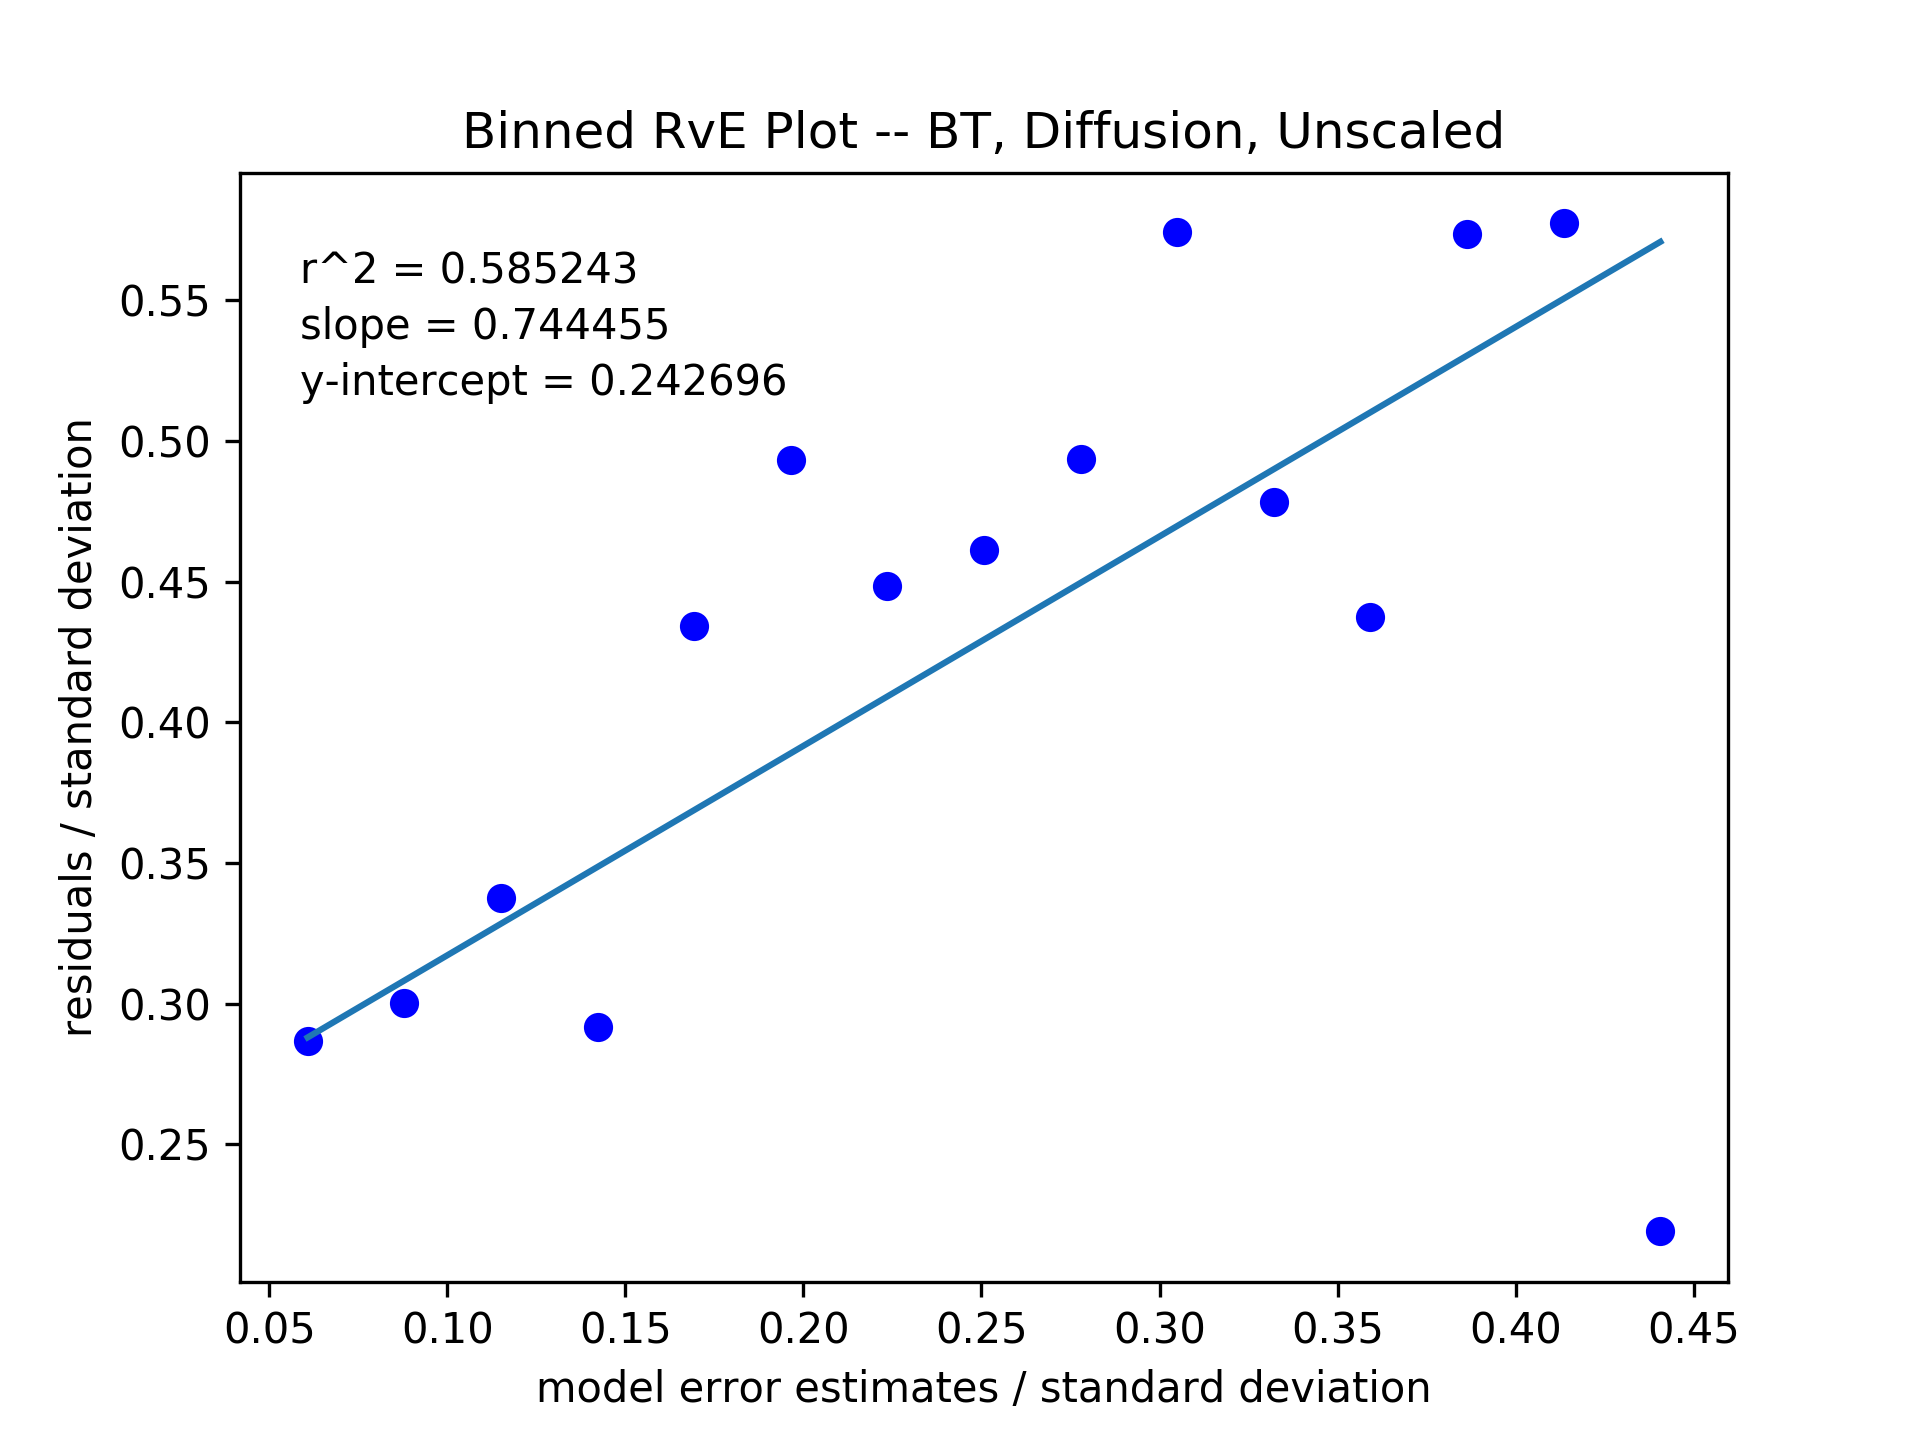 Binned RvE Plot -- BT, Diffusion, Unscaled
r^2 = 0.585243
slope = 0.744455
y-intercept = 0.242696
residuals / standard deviation
0.55
0.50
0.45
0.40
0.35
0.30
0.25
0.05 0.10 0.15 0.20 0.25 0.30 0.35 0.40 0.45
model error estimates / standard deviation